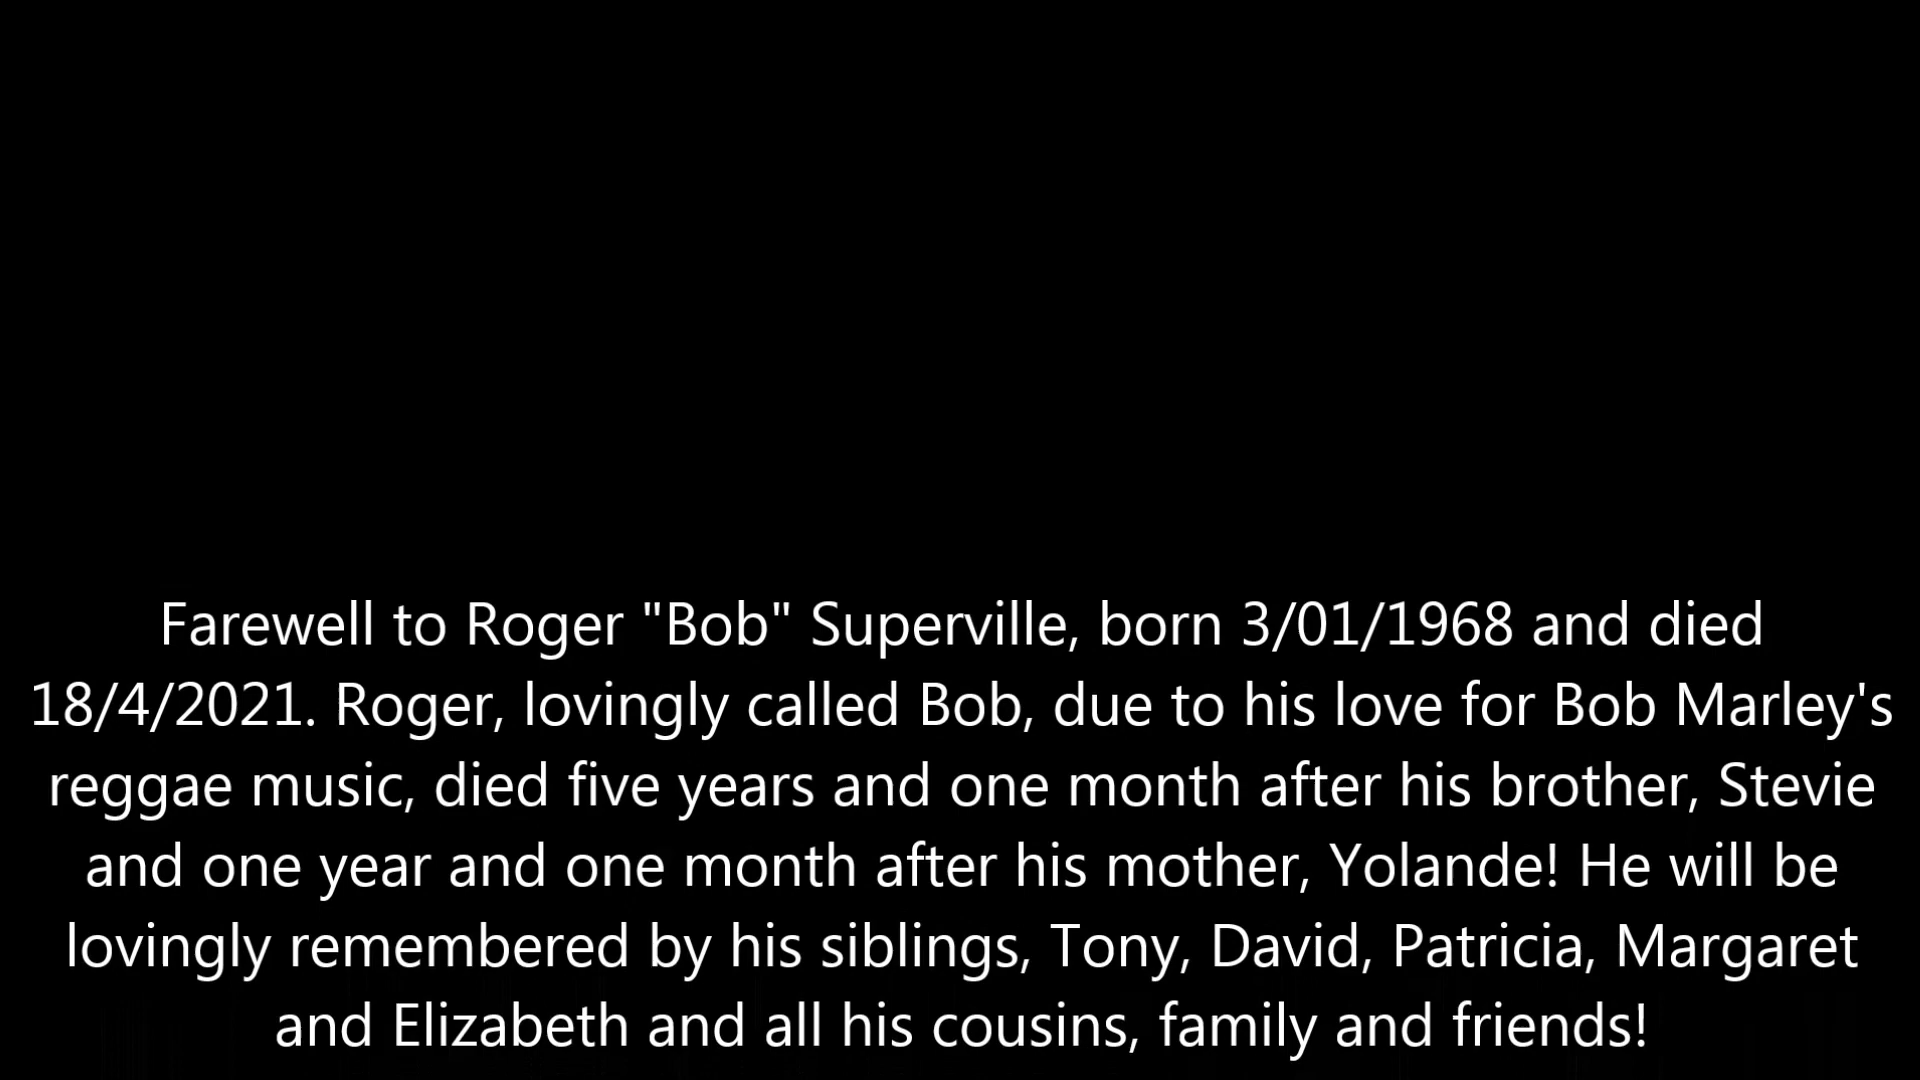 Farewell to Roger "Bob" Superville, born 3/01/1968 and died
18/4/2021. Roger, lovingly called Bob, due to his love for Bob Marley's
reggae music, died five years and one month after his brother, Stevie
and one year and one month after his mother, Yolande! He will be
lovingly remembered by his siblings, Tony, David, Patricia, Margaret
and Elizabeth and all his cousins, family and friends!